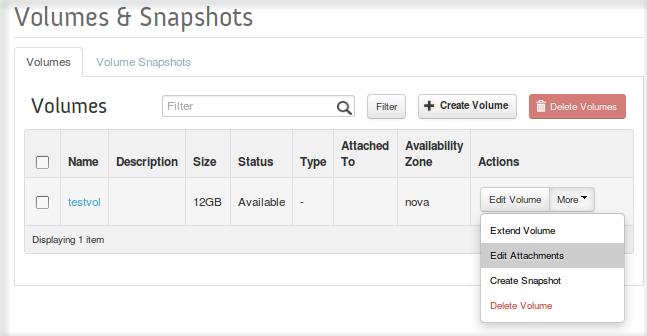 Volumes & Snapshots
Volumes Volume Snapshots
Volumes Filter Filter + Create Volume Delete Volumes
Name Description Size Status Type Attached To Availability Zone Actions
testvol 12GB Available - nova Edit Volume More
Displaying 1 item
Extend Volume
Edit Attachments
Create Snapshot
Delete Volume